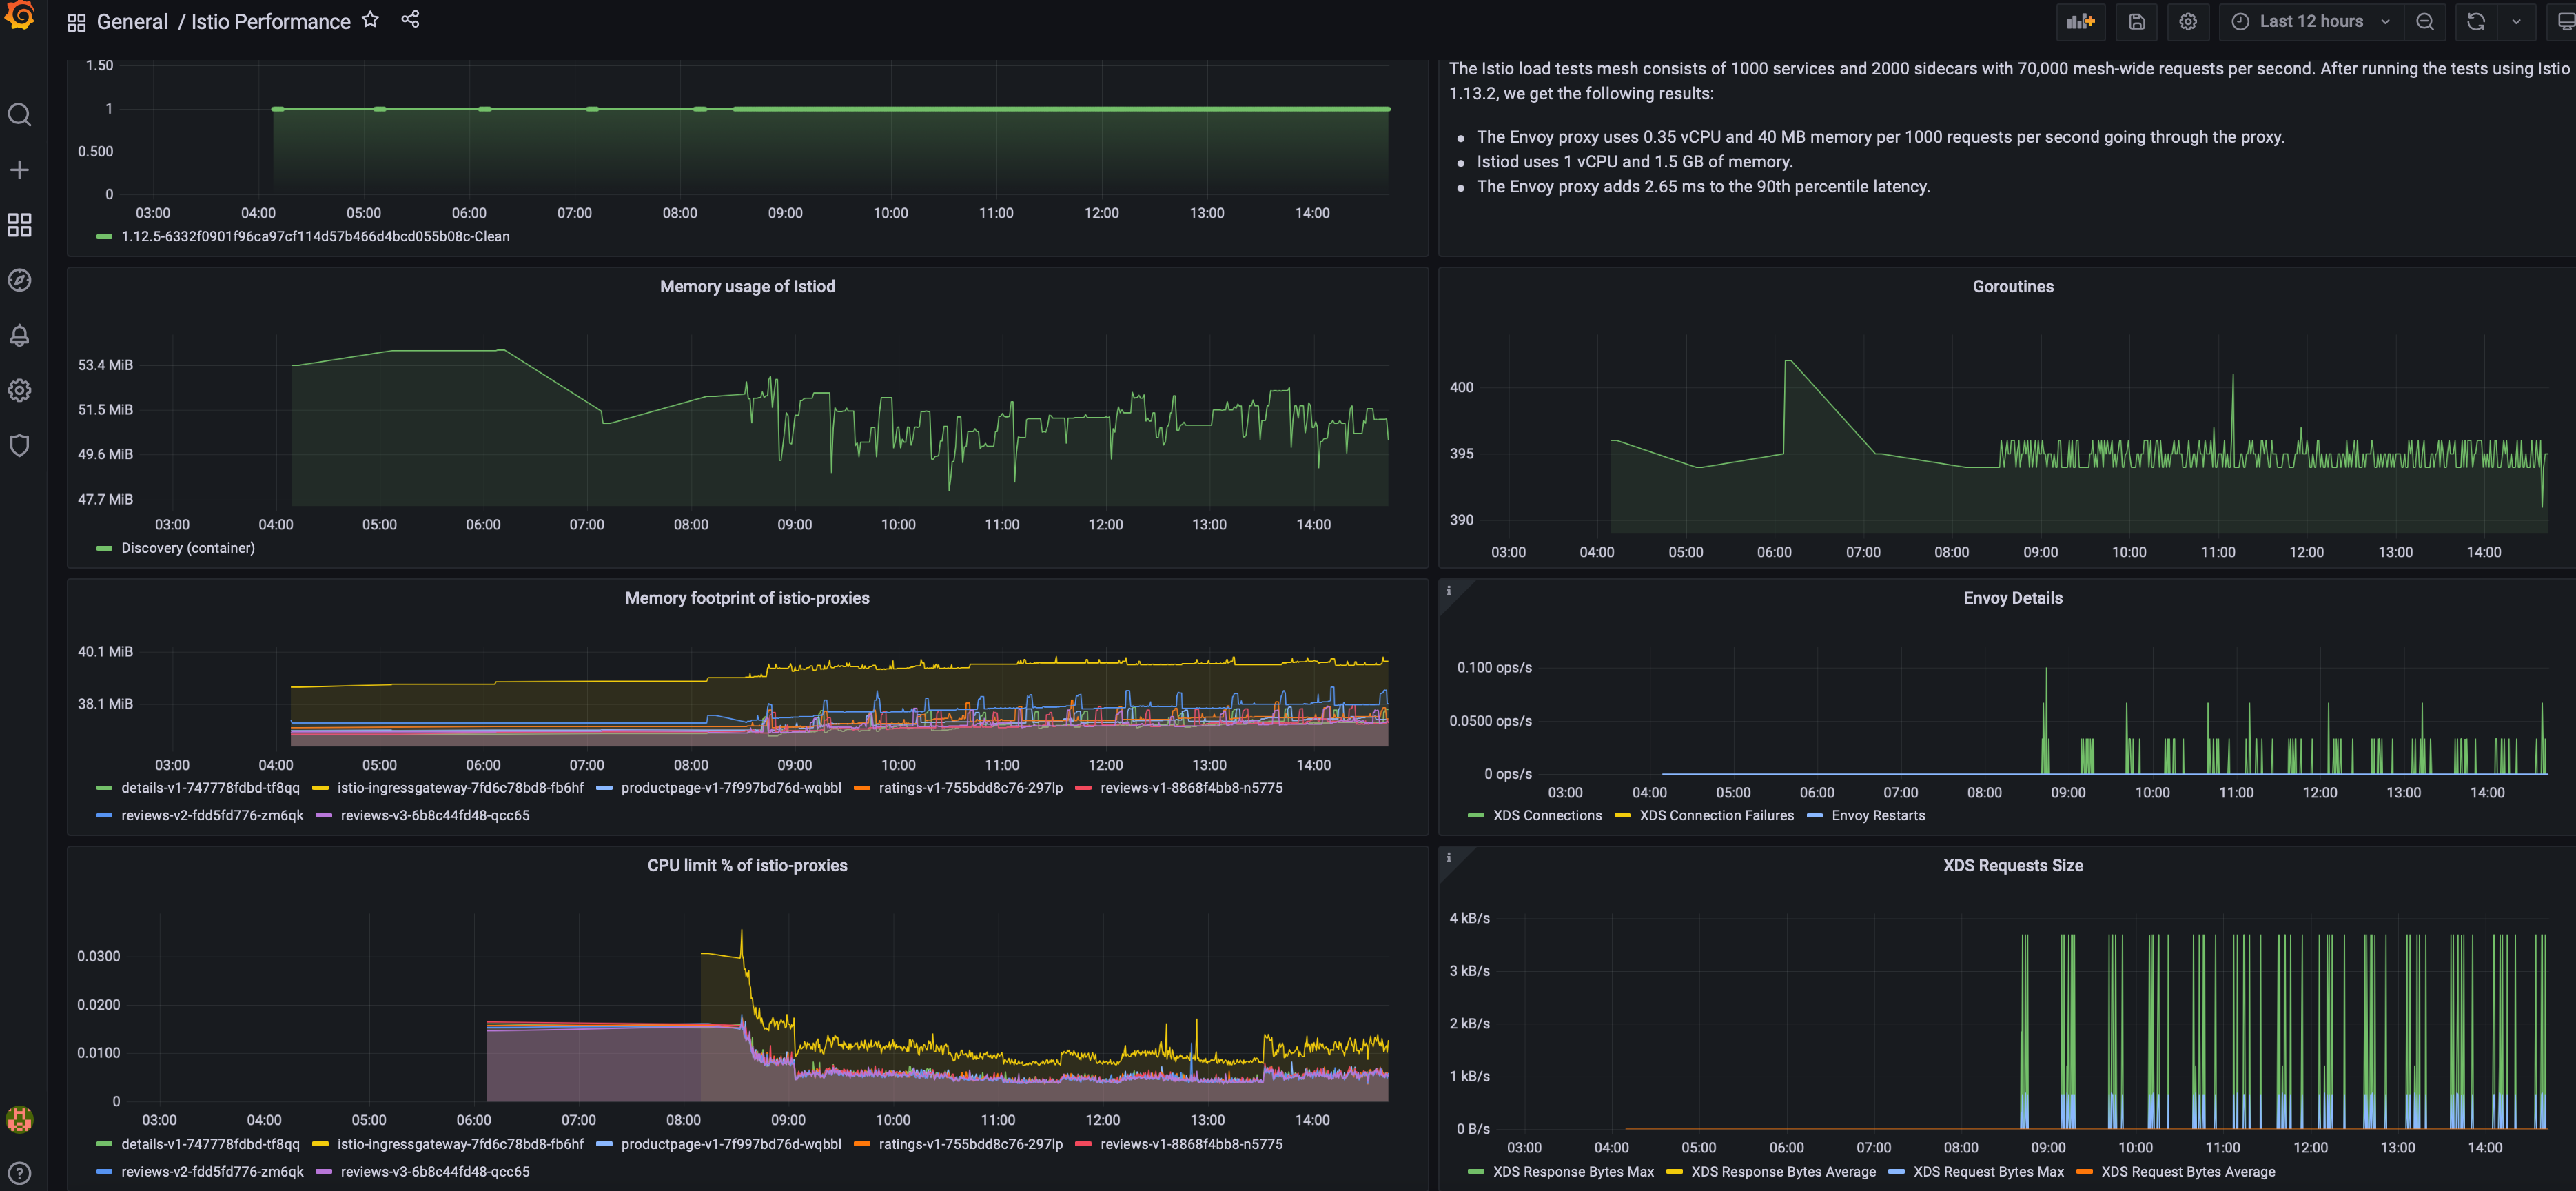 General / Istio Performance
Last 12 hours
1.50
1
0.500
0
03:00 04:00 05:00 06:00 07:00 08:00 09:00 10:00 11:00 12:00 13:00 14:00
1.12.5-6332f0901f96ca97cf114d57b466d4bcd055b08c-Clean
The Istio load tests mesh consists of 1000 services and 2000 sidecars with 70,000 mesh-wide requests per second. After running the tests using Istio
1.13.2, we get the following results:
• The Envoy proxy uses 0.35 vCPU and 40 MB memory per 1000 requests per second going through the proxy.
• Istiod uses 1 vCPU and 1.5 GB of memory.
• The Envoy proxy adds 2.65 ms to the 90th percentile latency.
Memory usage of Istiod
53.4 MiB
51.5 MiB
49.6 MiB
47.7 MiB
03:00 04:00 05:00 06:00 07:00 08:00 09:00 10:00 11:00 12:00 13:00 14:00
Discovery (container)
Goroutines
400
395
390
03:00 04:00 05:00 06:00 07:00 08:00 09:00 10:00 11:00 12:00 13:00 14:00
Memory footprint of istio-proxies
40.1 MiB
38.1 MiB
03:00 04:00 05:00 06:00 07:00 08:00 09:00 10:00 11:00 12:00 13:00 14:00
details-v1-747778fdbd-tf8qq istio-ingressgateway-7fd6c78bd8-fb6hf productpage-v1-7f997bd76d-wqbbl ratings-v1-755bdd8c76-297lp reviews-v1-8868f4bb8-n5775
reviews-v2-fdd5fd776-zm6qk reviews-v3-6b8c44fd48-qcc65
i
Envoy Details
0.100 ops/s
0.0500 ops/s
0 ops/s
03:00 04:00 05:00 06:00 07:00 08:00 09:00 10:00 11:00 12:00 13:00 14:00
XDS Connections XDS Connection Failures Envoy Restarts
CPU limit % of istio-proxies
0.0300
0.0200
0.0100
0
03:00 04:00 05:00 06:00 07:00 08:00 09:00 10:00 11:00 12:00 13:00 14:00
details-v1-747778fdbd-tf8qq istio-ingressgateway-7fd6c78bd8-fb6hf productpage-v1-7f997bd76d-wqbbl ratings-v1-755bdd8c76-297lp reviews-v1-8868f4bb8-n5775
reviews-v2-fdd5fd776-zm6qk reviews-v3-6b8c44fd48-qcc65
i
XDS Requests Size
4 kB/s
3 kB/s
2 kB/s
1 kB/s
0 B/s
03:00 04:00 05:00 06:00 07:00 08:00 09:00 10:00 11:00 12:00 13:00 14:00
XDS Response Bytes Max XDS Response Bytes Average XDS Request Bytes Max XDS Request Bytes Average